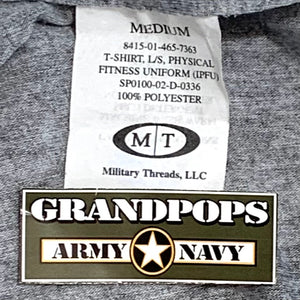 MEDIUM
8415-01-465-7363
T-SHIRT, L/S, PHYSICAL
FITNESS UNIFORM (IPFU)
SP0100-02-D-0336
100% POLYESTER
M T
Military Threads, LLC
GRANDPOPS
ARMY NAVY